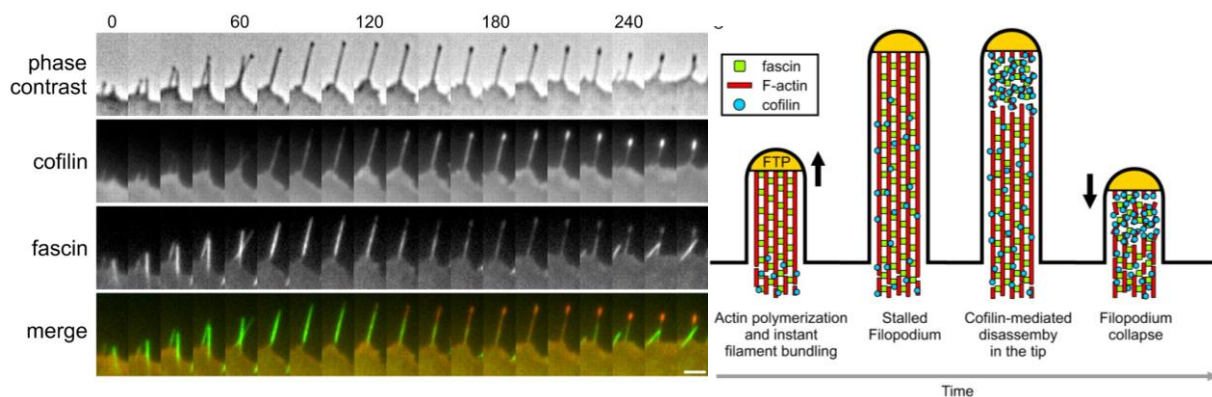 0 60 120 180 240
phase
contrast
cofilin
fascin
merge
fascin
F-actin
cofilin
FTP
Actin polymerization
and instant
filament bundling
Stalled
Filopodium
Cofilin-mediated
disassemby
in the tip
Filopodium
collapse
Time